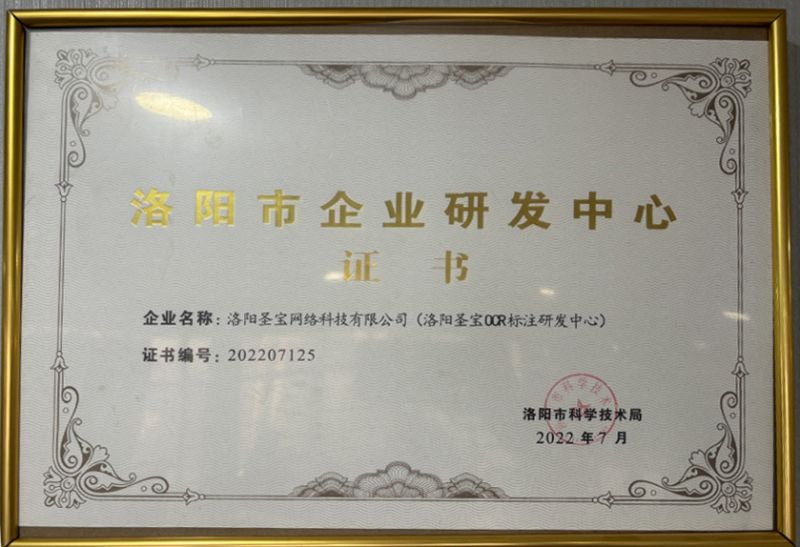 洛阳市企业研发中心
证书
企业名称：洛阳圣宝网络科技有限公司（洛阳圣宝OCR标注研发中心）
证书编号：202207125
洛阳市科学技术局
2022年7月